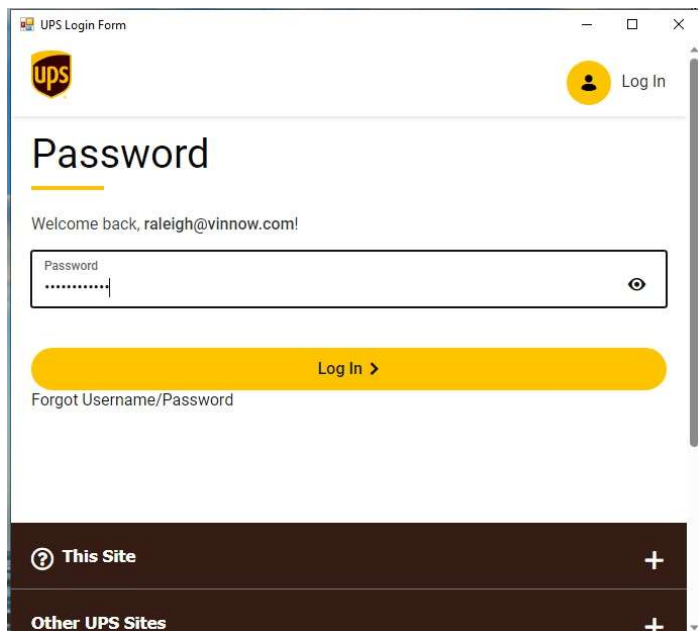 UPS Login Form
ups
Log In
Password
Welcome back, raleigh@vinnow.com!
Password
••••••••••••
Log In
Forgot Username/Password
This Site
Other UPS Sites